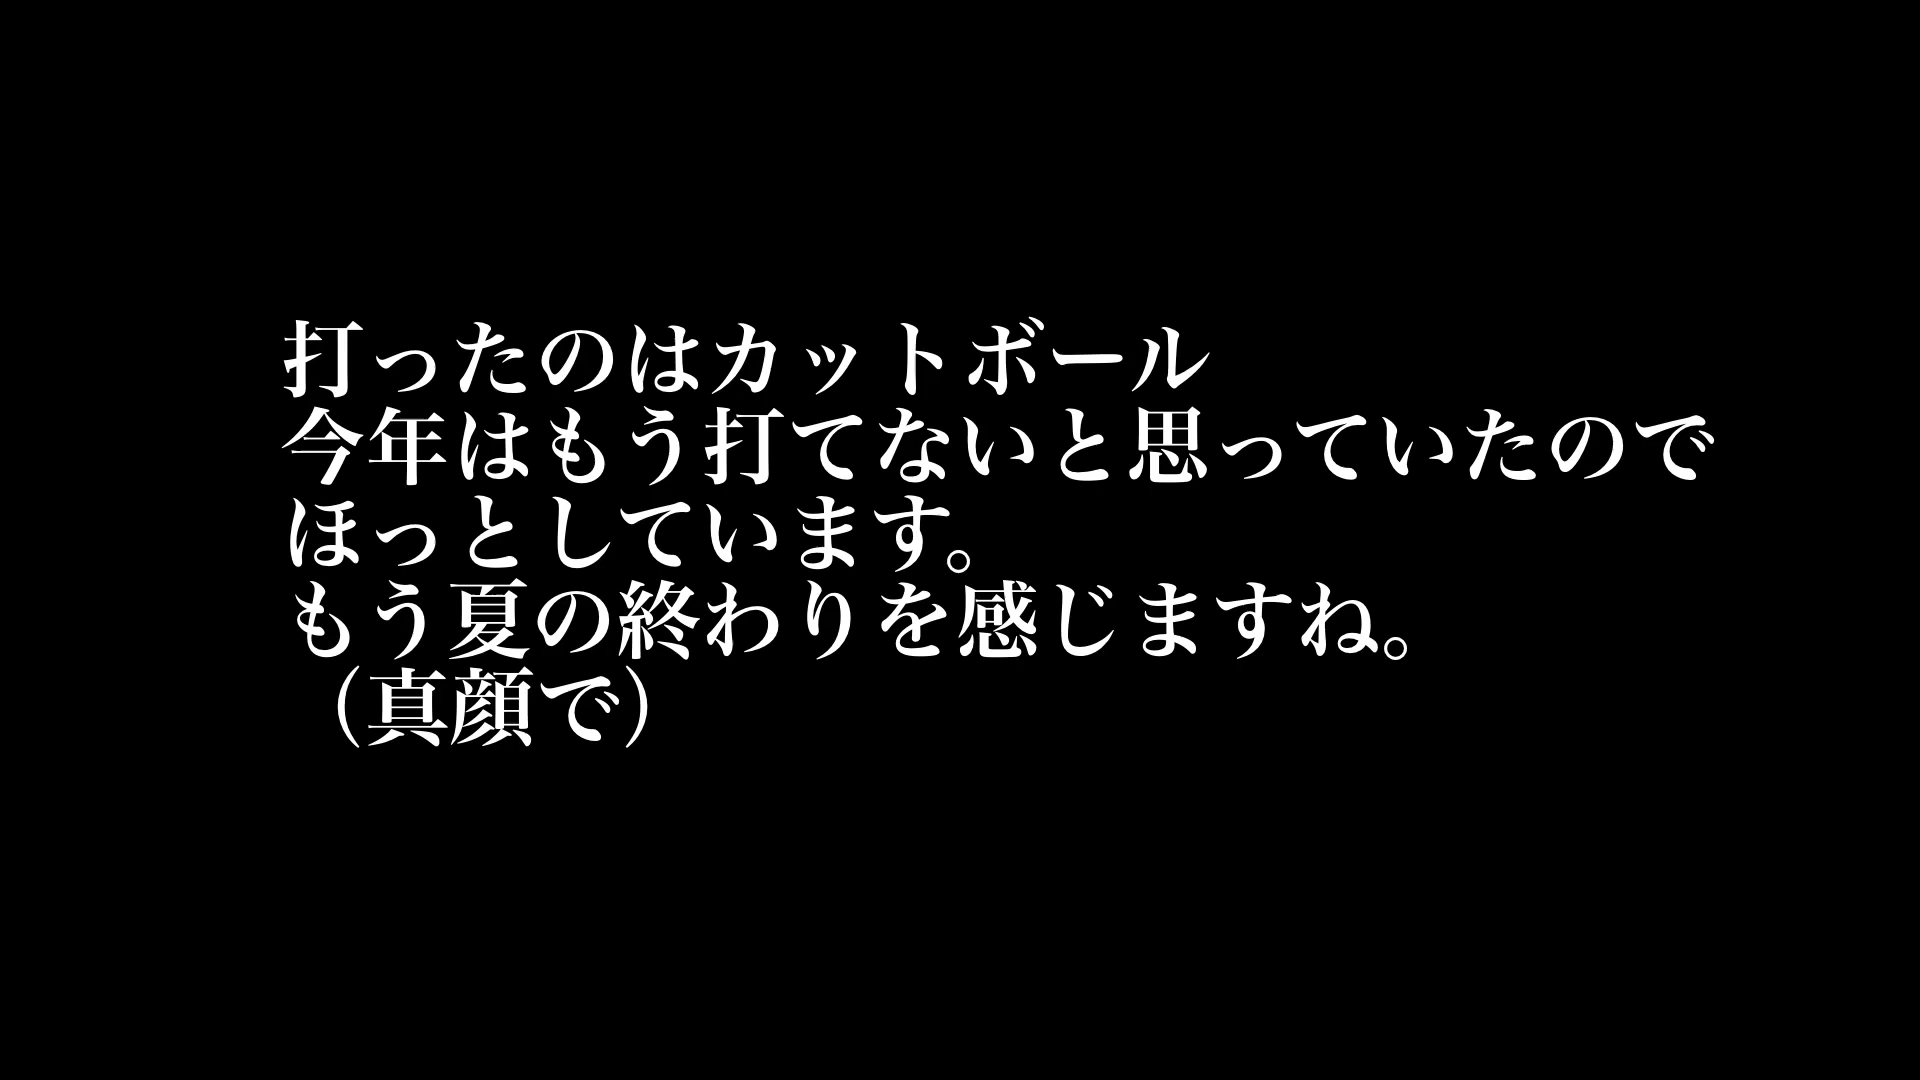 打ったのはカットボール
今年はもう打てないと思っていたので
ほっとしています。
もう夏の終わりを感じますね。
（真顔で）